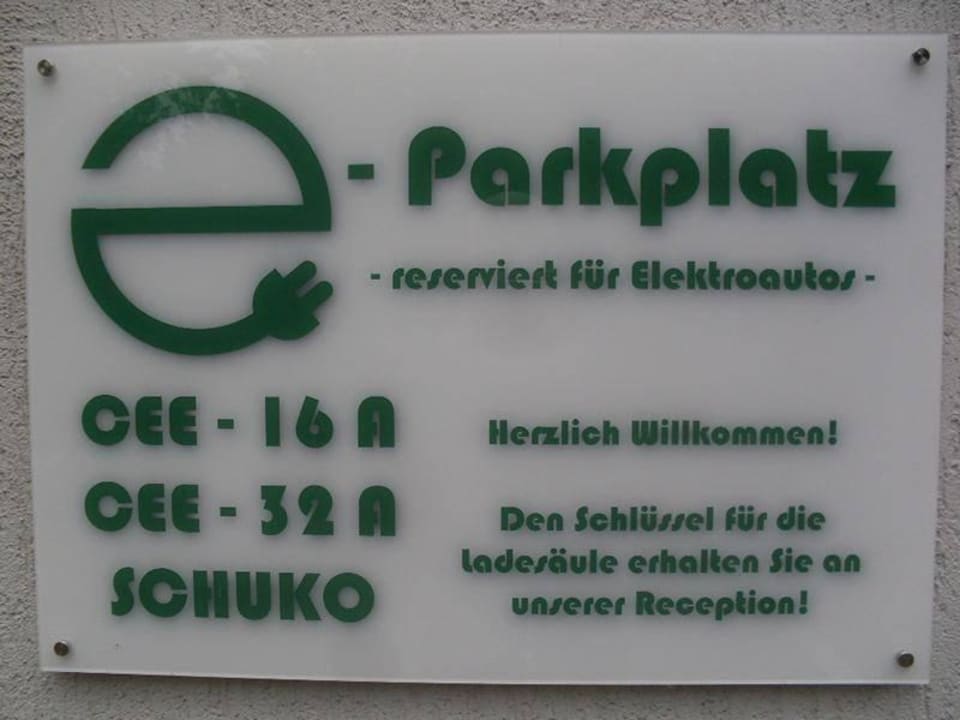 e - Parkplatz
- reserviert für Elektroautos -
CEE - 16 A
CEE - 32 A
SCHUKO
Herzlich Willkommen!
Den Schlüssel für die
Ladesäule erhalten Sie an
unserer Reception!